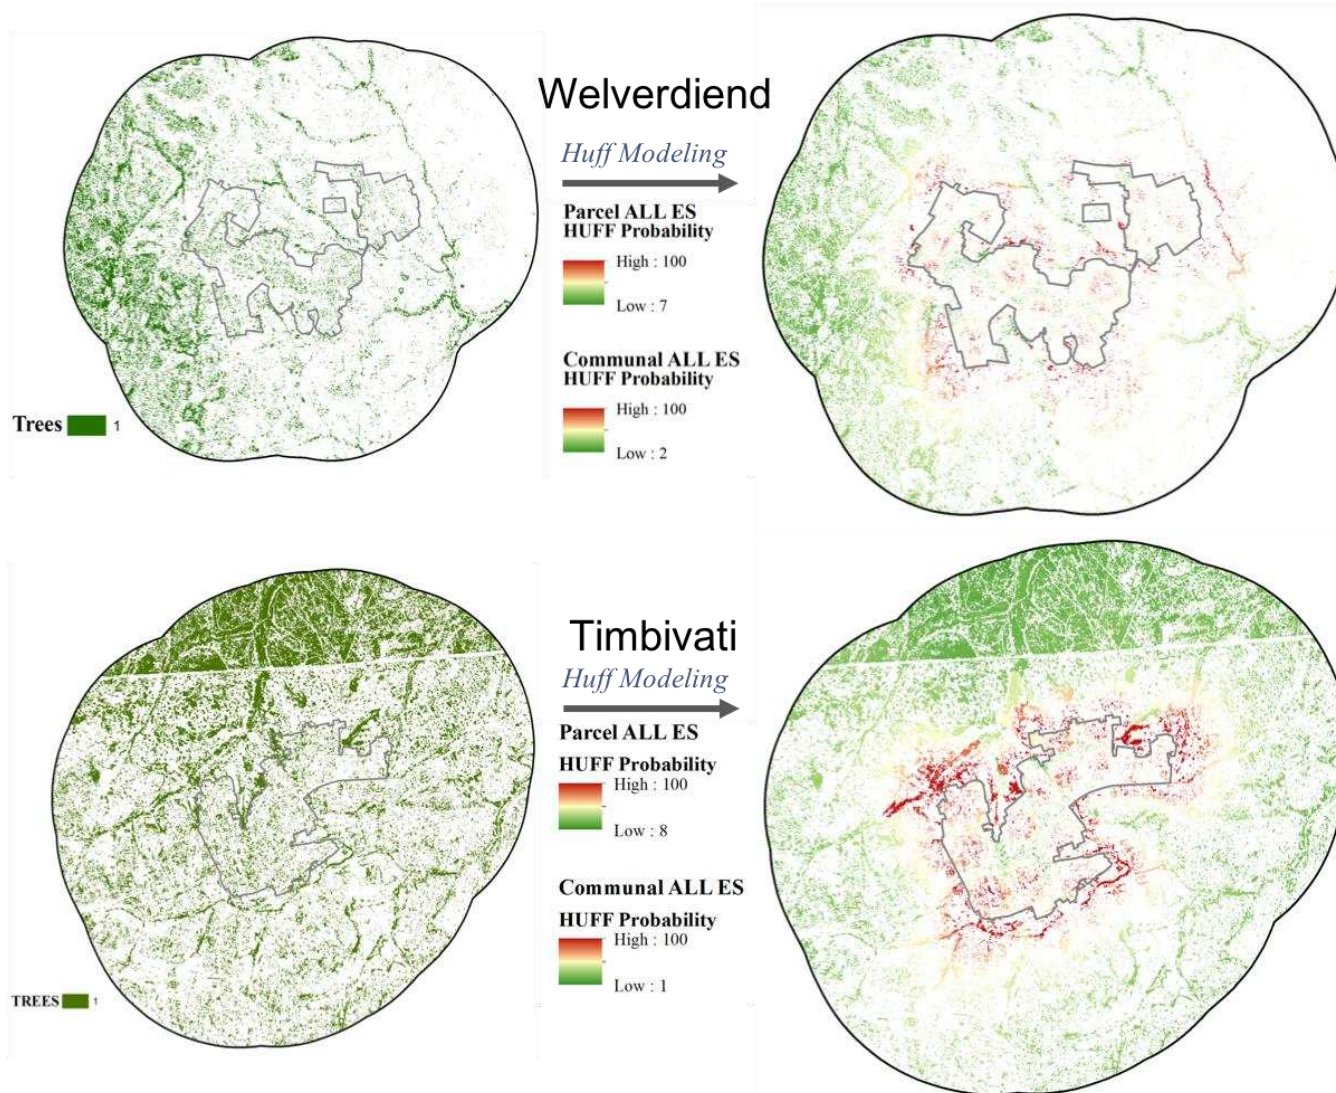 Welverdiend
Huff Modeling
Parcel ALL ES
HUFF Probability
High : 100
Low : 7
Communal ALL ES
HUFF Probability
High : 100
Low : 2
Trees 1
Timbivati
Huff Modeling
Parcel ALL ES
HUFF Probability
High : 100
Low : 8
Communal ALL ES
HUFF Probability
High : 100
Low : 1
TREES 1